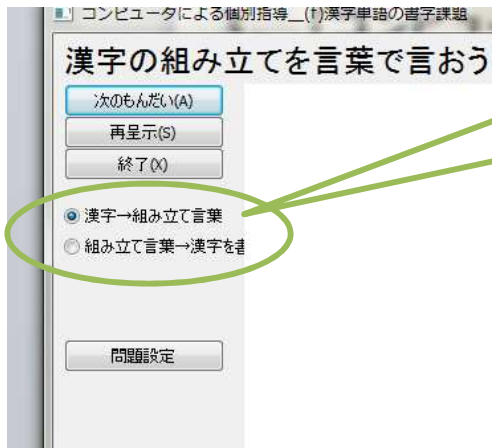 コンピュータによる個別指導__(f)漢字単語の書字課題
漢字の組み立てを言葉で言おう
次のもんだい(A)
再呈示(S)
終了(X)
漢字→組み立て言葉
組み立て言葉→漢字を書
問題設定